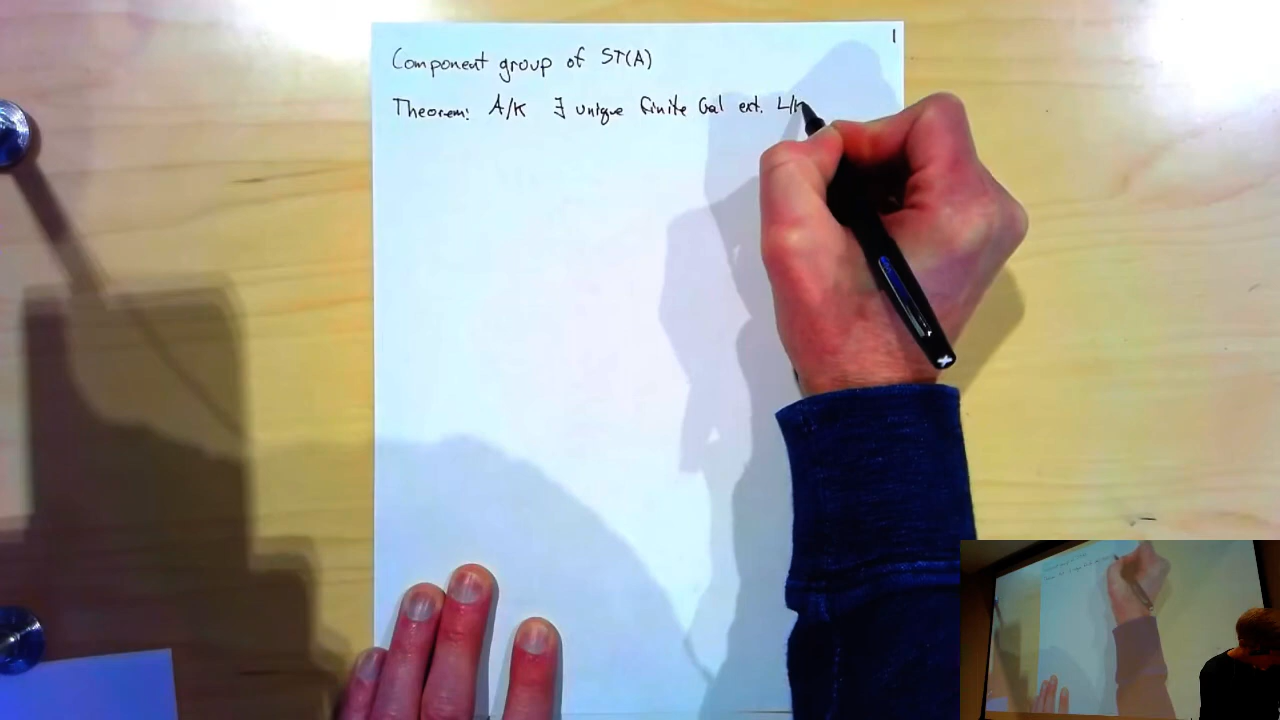 1
Component group of ST(A)
Theorem: A/K ∃ unique finite Gal ext. L/K